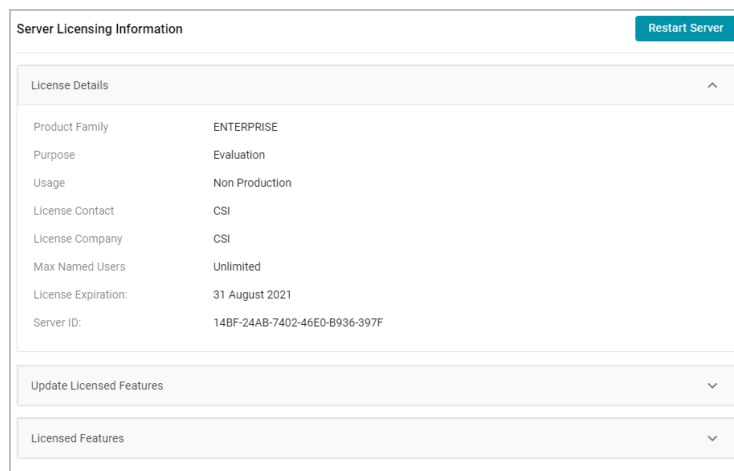 Server Licensing Information
Restart Server
License Details
Product Family ENTERPRISE
Purpose Evaluation
Usage Non Production
License Contact CSI
License Company CSI
Max Named Users Unlimited
License Expiration: 31 August 2021
Server ID: 14BF-24AB-7402-46E0-B936-397F
Update Licensed Features
Licensed Features